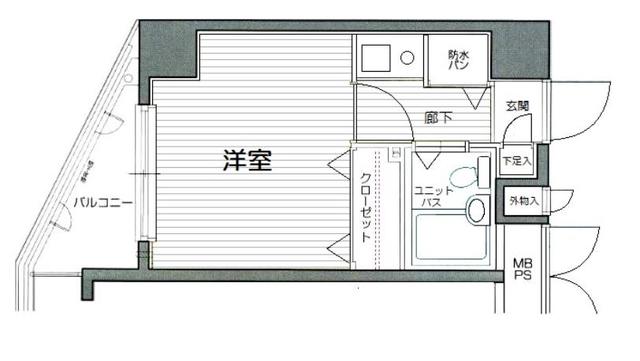 防水
パン
玄関
廊下
洋室
下足入
クローゼット
ユニット
バス
外物入
バルコニー
MB
PS